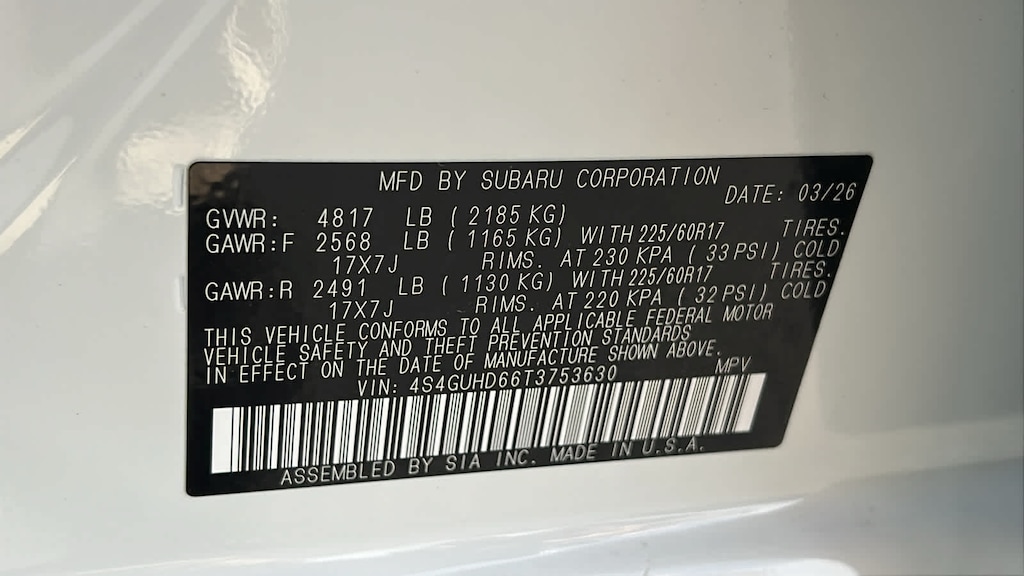 MFD BY SUBARU CORPORATION
DATE: 03/26
GVWR: 4817 LB ( 2185 KG)
GAWR:F 2568 LB ( 1165 KG) WITH 225/60R17 TIRES.
17X7J RIMS. AT 230 KPA ( 33 PSI) COLD
GAWR:R 2491 LB ( 1130 KG) WITH 225/60R17 TIRES.
17X7J RIMS. AT 220 KPA ( 32 PSI) COLD
THIS VEHICLE CONFORMS TO ALL APPLICABLE FEDERAL MOTOR
VEHICLE SAFETY AND THEFT PREVENTION STANDARDS
IN EFFECT ON THE DATE OF MANUFACTURE SHOWN ABOVE.
VIN: 4S4GUHD66T3753630 MPV
ASSEMBLED BY SIA INC. MADE IN U.S.A.